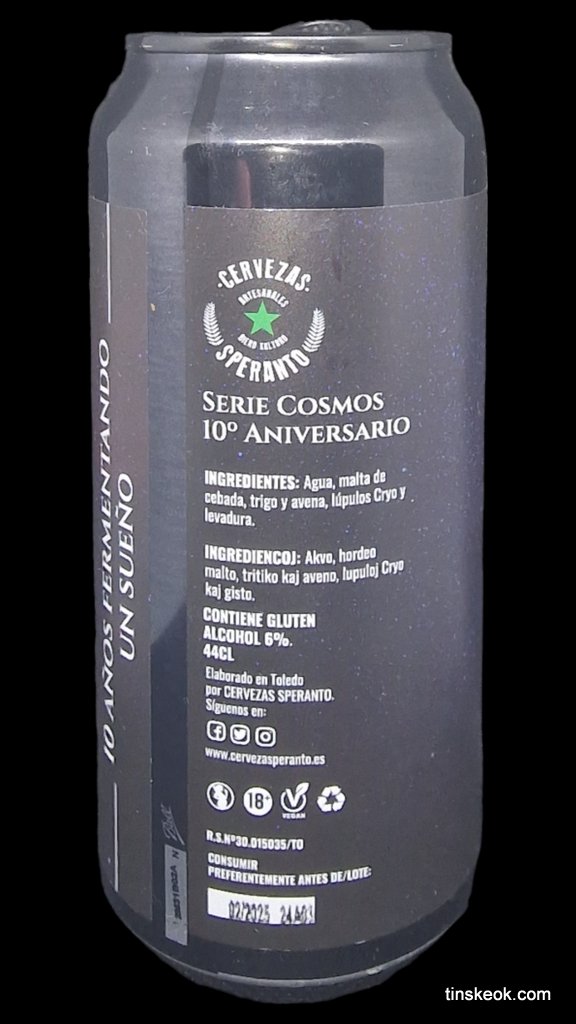 ·CERVEZAS·
ARTESANALES
SPERANTO
SERIE COSMOS
10º ANIVERSARIO
INGREDIENTES: Agua, malta de
cebada, trigo y avena, lúpulos Cryo y
levadura.
INGREDIENCOJ: Akvo, hordeo
malto, tritiko kaj aveno, lupuloj Cryo
kaj gisto.
CONTIENE GLUTEN
ALCOHOL 6%.
44CL
Elaborado en Toledo
por CERVEZAS SPERANTO.
Síguenos en:
www.cervezasperanto.es
18+
VEGAN
R.S.Nº30.015035/TO
CONSUMIR
PREFERENTEMENTE ANTES DE/LOTE:
02/2025 24A03
10 AÑOS FERMENTANDO
UN SUEÑO
tinskeok.com